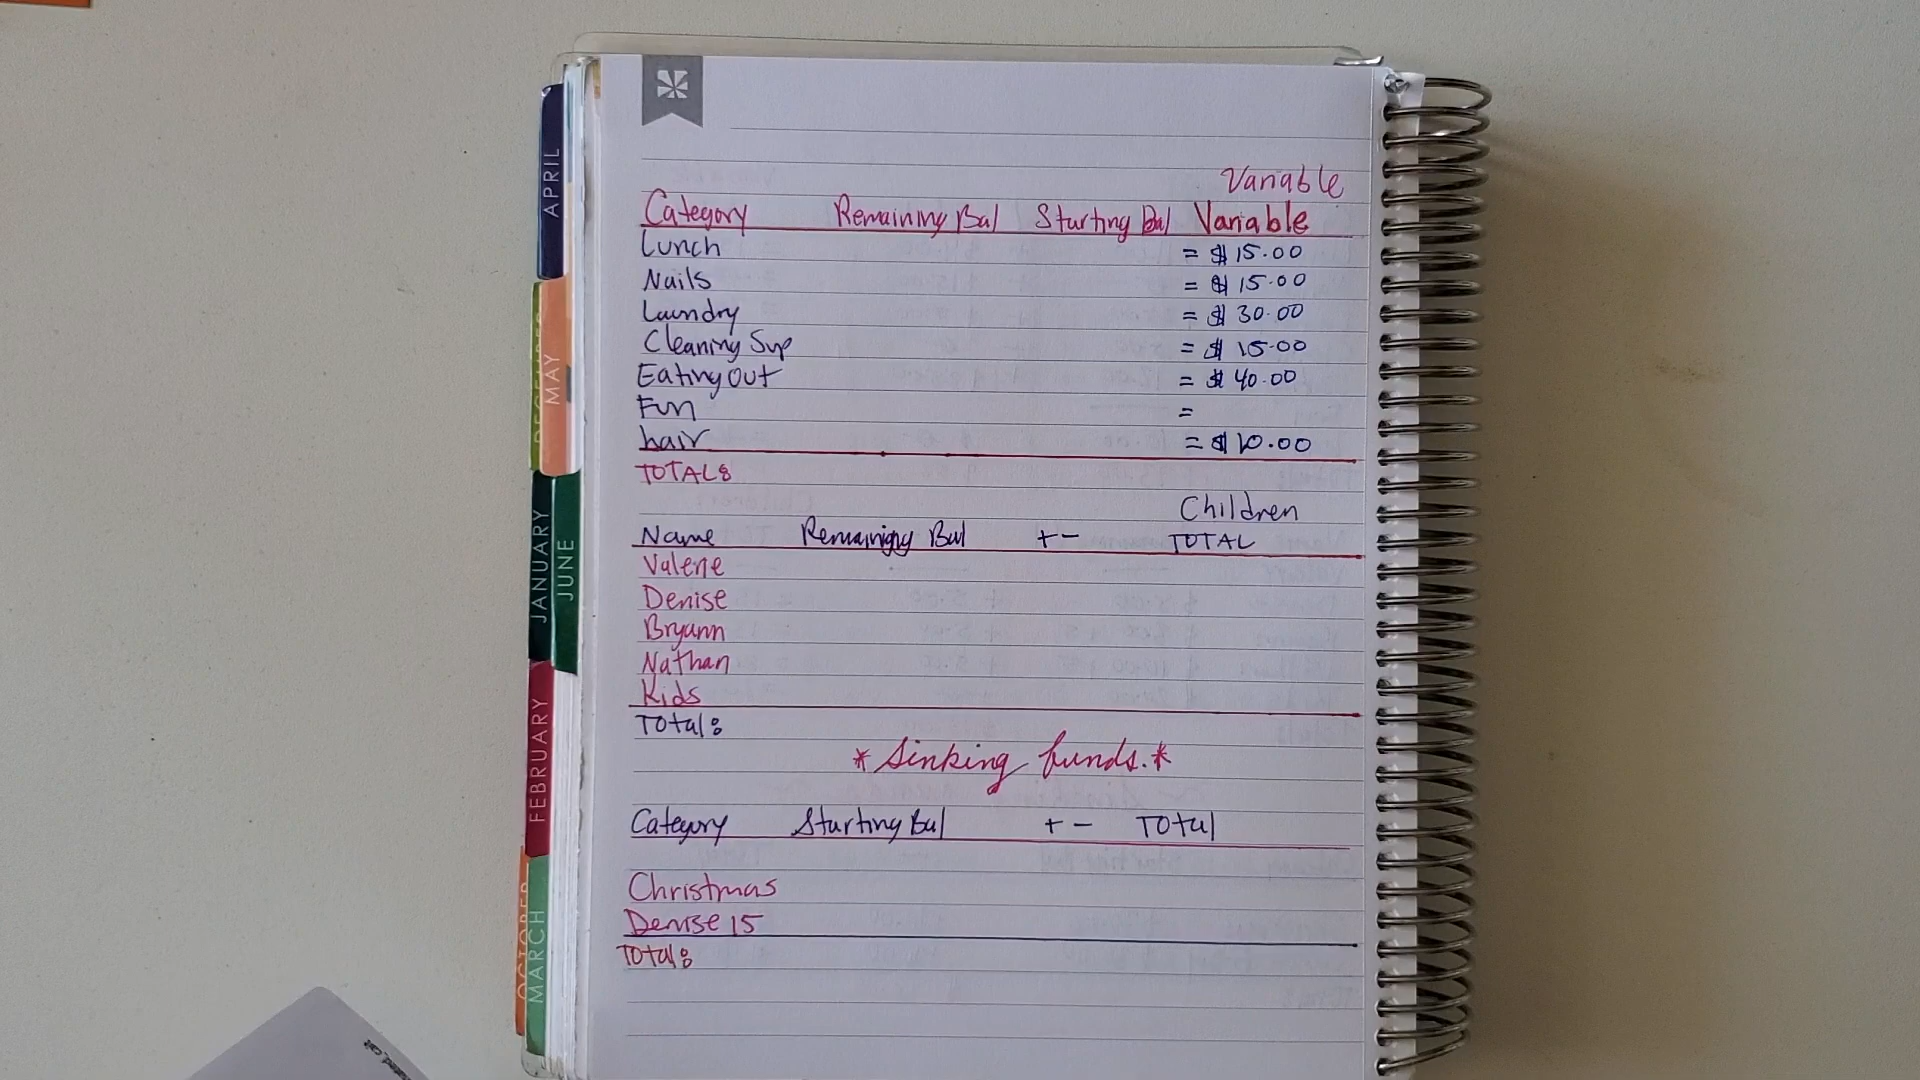 Variable
Category Remaining Bal Starting Bal Variable
Lunch = $15.00
Nails = $15.00
Laundry = $30.00
Cleaning Sup = $15.00
Eating Out = $40.00
Fun =
hair = $10.00
TOTAL:
Children
Name Remaining Bal +- TOTAL
Valerie
Denise
Bryann
Nathan
Kids
Total:
*Sinking funds.*
Category Starting Bal +- Total
Christmas
Denise 15
Total:
APRIL
MAY
JANUARY
JUNE
FEBRUARY
OCTOBER
MARCH